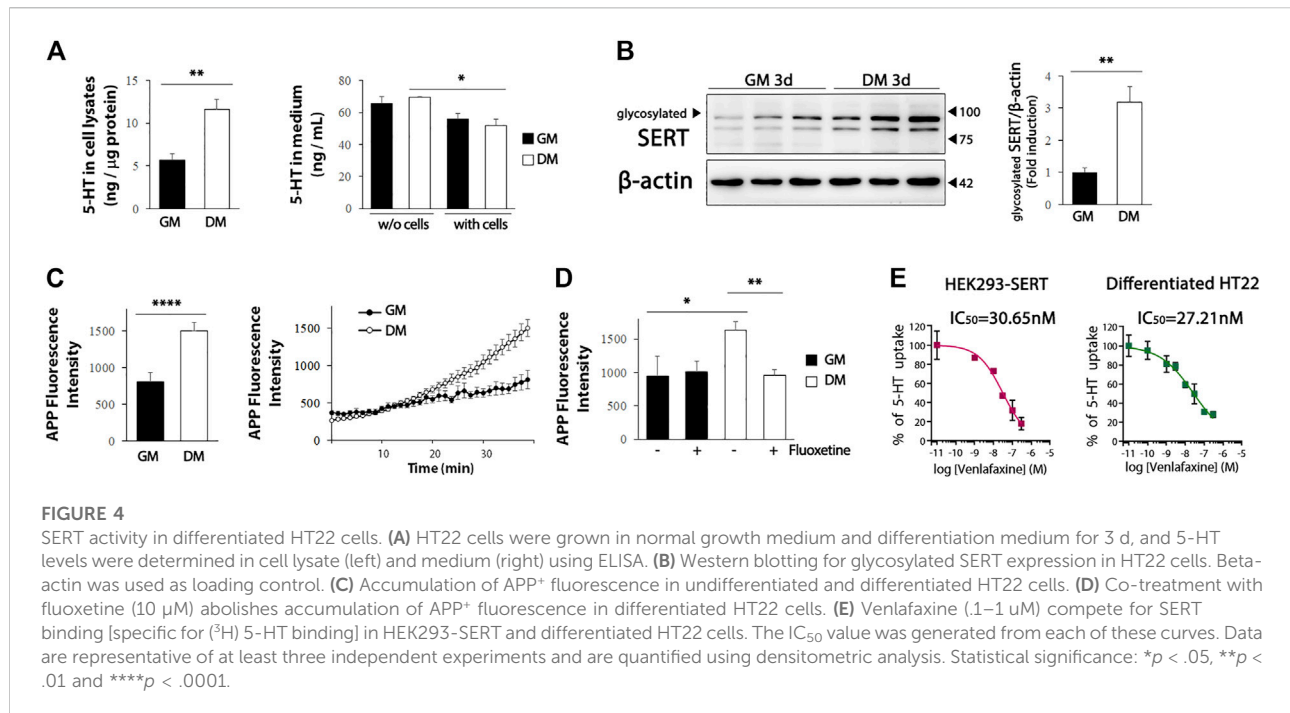 A
**
5-HT in cell lysates
(ng / µg protein)
15
10
5
0
GM
DM
*
5-HT in medium
(ng / mL)
80
60
40
20
0
w/o cells
with cells
GM
DM
B
GM 3d
DM 3d
glycosylated
SERT
β-actin
100
75
42
**
glycosylated SERT/β-actin
(Fold induction)
4
3
2
1
0
GM
DM
C
****
APP Fluorescence
Intensity
1500
1000
500
0
GM
DM
APP Fluorescence
Intensity
1500
1000
500
0
GM
DM
10
20
30
Time (min)
D
*
**
APP Fluorescence
Intensity
1500
1000
500
0
GM
DM
- + - + Fluoxetine
E
HEK293-SERT
IC₅₀=30.65nM
% of 5-HT uptake
120
100
80
60
40
20
0
-11 -10 -9 -8 -7 -6 -5
log [Venlafaxine] (M)
Differentiated HT22
IC₅₀=27.21nM
% of 5-HT uptake
120
100
80
60
40
20
0
-11 -10 -9 -8 -7 -6 -5
log [Venlafaxine] (M)
FIGURE 4
SERT activity in differentiated HT22 cells. (A) HT22 cells were grown in normal growth medium and differentiation medium for 3 d, and 5-HT
levels were determined in cell lysate (left) and medium (right) using ELISA. (B) Western blotting for glycosylated SERT expression in HT22 cells. Beta-
actin was used as loading control. (C) Accumulation of APP⁺ fluorescence in undifferentiated and differentiated HT22 cells. (D) Co-treatment with
fluoxetine (10 µM) abolishes accumulation of APP⁺ fluorescence in differentiated HT22 cells. (E) Venlafaxine (.1–1 uM) compete for SERT
binding [specific for (³H) 5-HT binding] in HEK293-SERT and differentiated HT22 cells. The IC₅₀ value was generated from each of these curves. Data
are representative of at least three independent experiments and are quantified using densitometric analysis. Statistical significance: *p < .05, **p <
.01 and ****p < .0001.